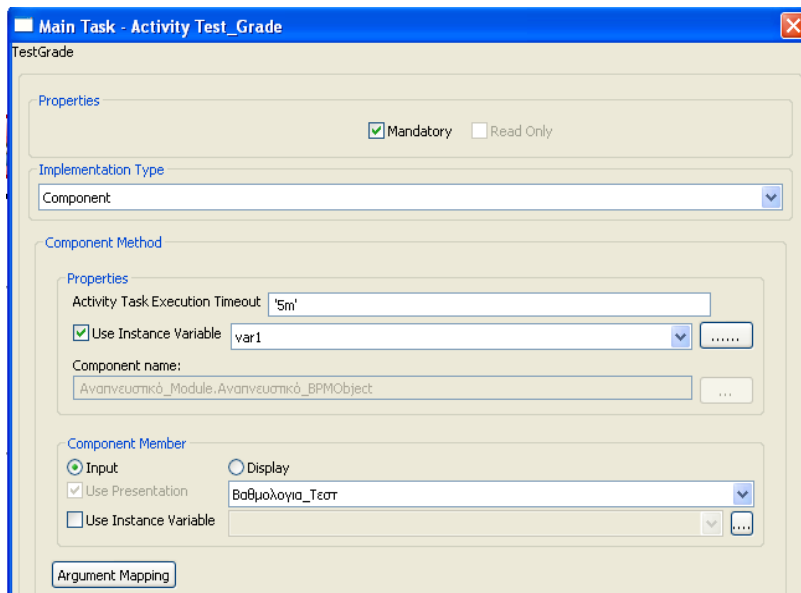 Main Task - Activity Test_Grade
TestGrade
Properties
Mandatory Read Only
Implementation Type
Component
Component Method
Properties
Activity Task Execution Timeout '5m'
Use Instance Variable var1 ......
Component name:
Αναπνευστικό_Module.Αναπνευστικό_BPMObject ...
Component Member
Input Display
Use Presentation Βαθμολογια_Τεστ
Use Instance Variable ....
Argument Mapping